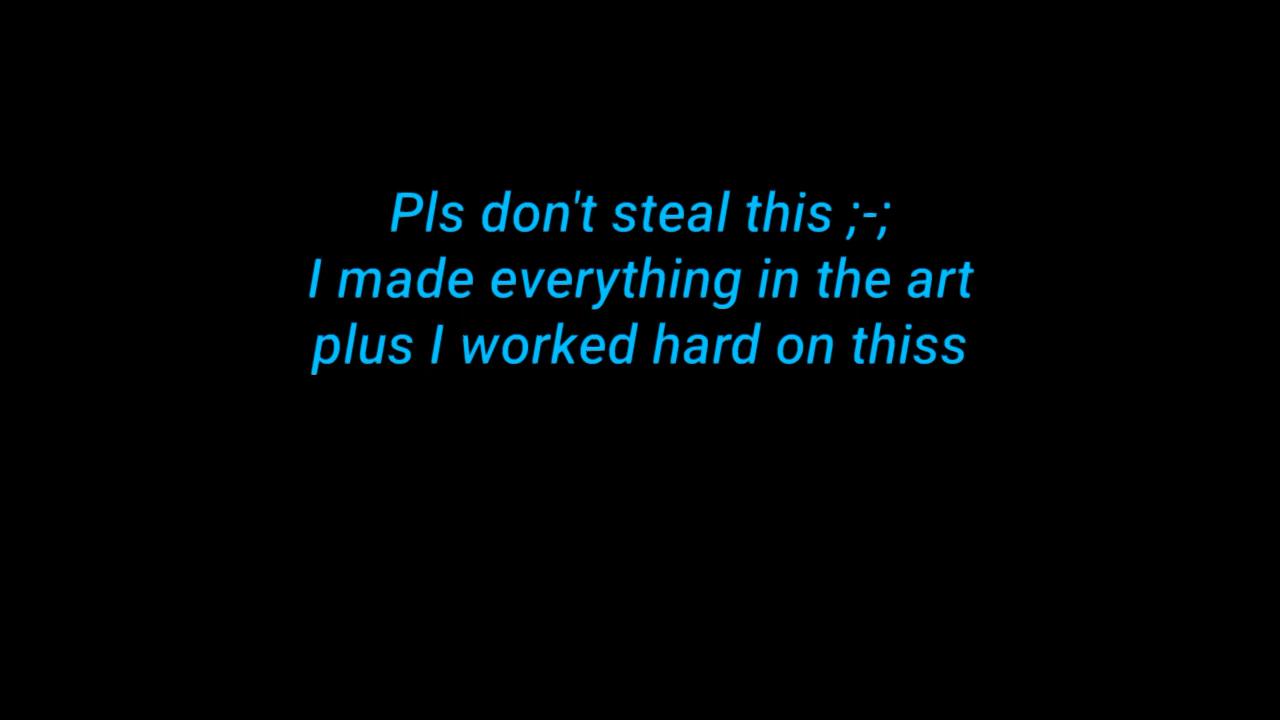 Pls don't steal this ;-;
I made everything in the art
plus I worked hard on thiss